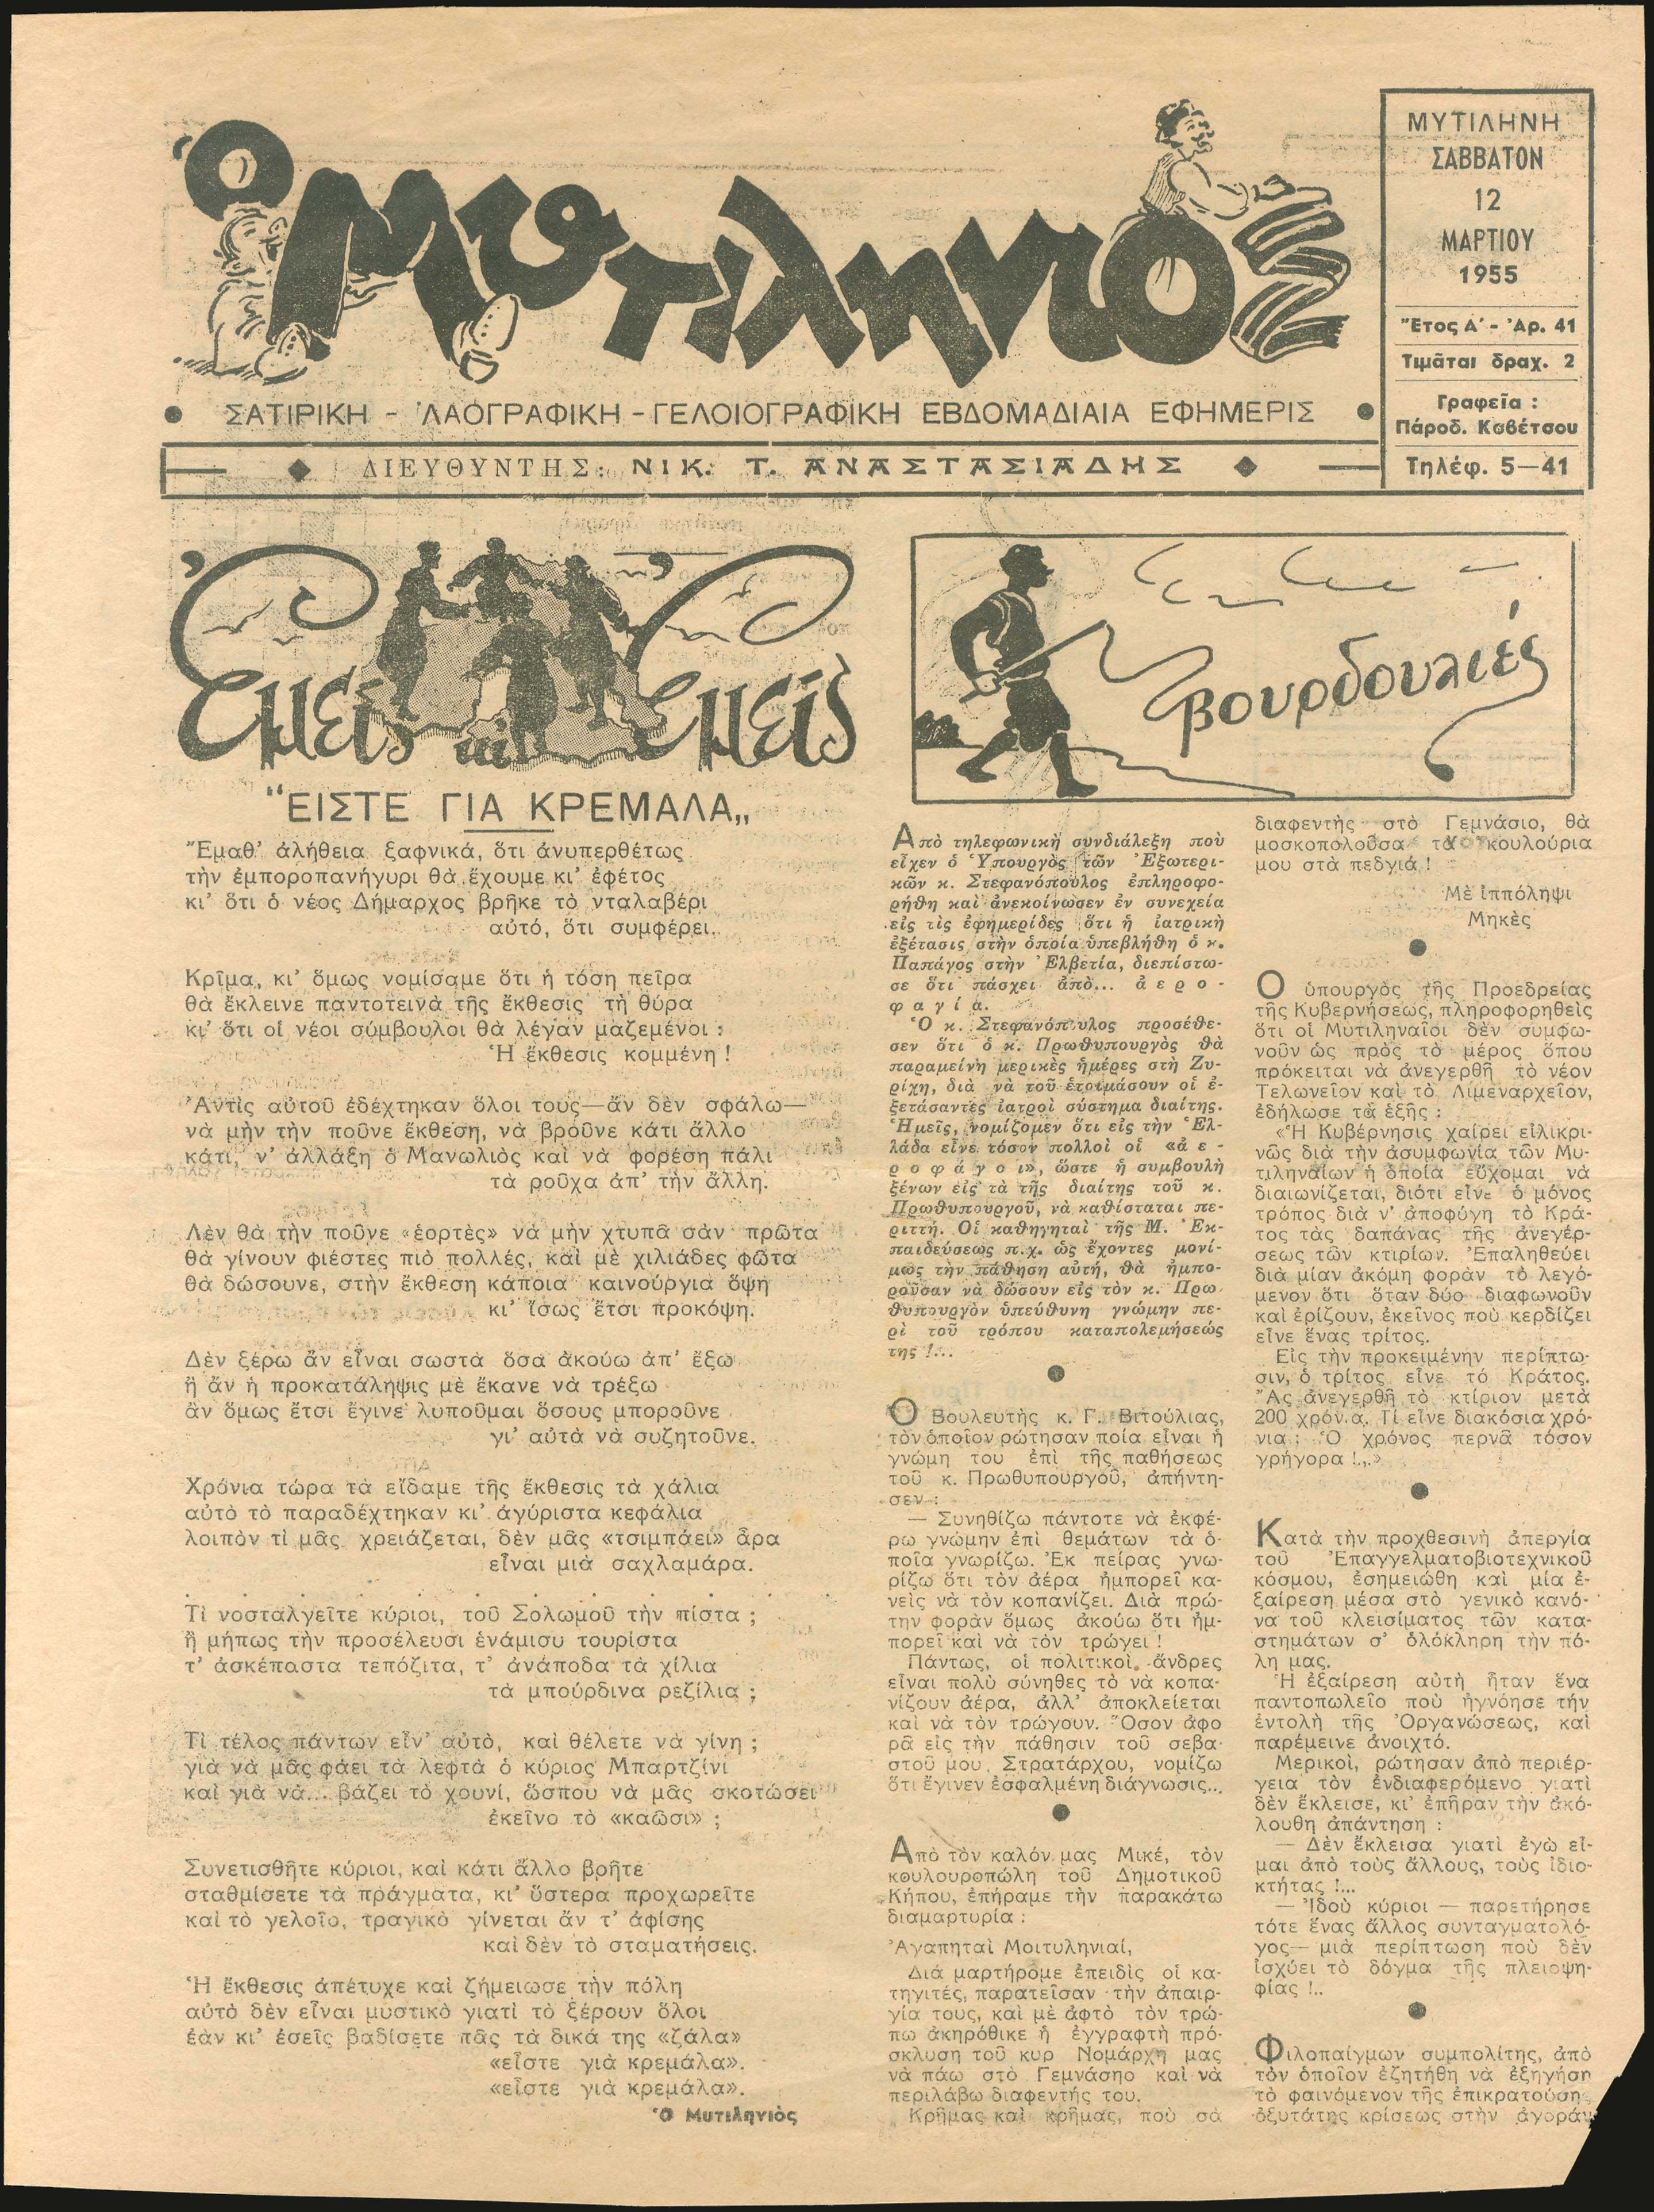 Ὁ Μυτιληνιός
ΣΑΤΙΡΙΚΗ - ΛΑΟΓΡΑΦΙΚΗ - ΓΕΛΟΙΟΓΡΑΦΙΚΗ ΕΒΔΟΜΑΔΙΑΙΑ ΕΦΗΜΕΡΙΣ
ΔΙΕΥΘΥΝΤΗΣ: ΝΙΚ. Τ. ΑΝΑΣΤΑΣΙΑΔΗΣ
ΜΥΤΙΛΗΝΗ
ΣΑΒΒΑΤΟΝ
12
ΜΑΡΤΙΟΥ
1955
Ἔτος Α΄ - Ἀρ. 41
Τιμᾶται δραχ. 2
Γραφεῖα :
Πάροδ. Καβέτσου
Τηλέφ. 5—41
Ἐμεῖς καὶ Ἐμεῖς
“ΕΙΣΤΕ ΓΙΑ ΚΡΕΜΑΛΑ„
Ἔμαθ’ ἀλήθεια ξαφνικά, ὅτι ἀνυπερθέτως
τὴν ἐμποροπανήγυρι θὰ ἔχουμε κι’ ἐφέτος
κι’ ὅτι ὁ νέος Δήμαρχος βρῆκε τὸ νταλαβέρι
αὐτό, ὅτι συμφέρει.
Κρῖμα, κι’ ὅμως νομίσαμε ὅτι ἡ τόση πεῖρα
θὰ ἔκλεινε παντοτεινὰ τῆς ἔκθεσις τὴ θύρα
κι’ ὅτι οἱ νέοι σύμβουλοι θὰ λέγαν μαζεμένοι :
Ἡ ἔκθεσις κομμένη !
Ἀντὶς αὐτοῦ ἐδέχτηκαν ὅλοι τους—ἂν δὲν σφάλω—
νὰ μὴν τὴν ποῦνε ἔκθεση, νὰ βροῦνε κάτι ἄλλο
κάτι, ν’ ἀλλάξη ὁ Μανωλιὸς καὶ νὰ φορέση πάλι
τὰ ροῦχα ἀπ’ τὴν ἄλλη.
Λὲν θὰ τὴν ποῦνε «ἑορτὲς» νὰ μὴν χτυπᾶ σὰν πρῶτα
θὰ γίνουν φιέστες πιὸ πολλές, καὶ μὲ χιλιάδες φῶτα
θὰ δώσουνε, στὴν ἔκθεση κάποια καινούργια ὄψη
κι’ ἴσως ἔτσι προκόψη.
Δὲν ξέρω ἂν εἶναι σωστὰ ὅσα ἀκούω ἀπ’ ἔξω
ἢ ἂν ἡ προκατάληψις μὲ ἔκανε νὰ τρέξω
ἂν ὅμως ἔτσι ἔγινε λυποῦμαι ὅσους μποροῦνε
γι’ αὐτὰ νὰ συζητοῦνε.
Χρόνια τώρα τὰ εἴδαμε τῆς ἔκθεσις τὰ χάλια
αὐτὸ τὸ παραδέχτηκαν κι’ ἀγύριστα κεφάλια
λοιπὸν τὶ μᾶς χρειάζεται, δὲν μᾶς «τσιμπάει» ἆρα
εἶναι μιὰ σαχλαμάρα.
Τὶ νοσταλγεῖτε κύριοι, τοῦ Σολωμοῦ τὴν πίστα ;
ἢ μήπως τὴν προσέλευσι ἑνάμισυ τουρίστα
τ’ ἀσκέπαστα τεπόζιτα, τ’ ἀνάποδα τὰ χίλια
τὰ μπούρδινα ρεζίλια ;
Τὶ τέλος πάντων εἶν’ αὐτὸ, καὶ θέλετε νὰ γίνη ;
γιὰ νὰ μᾶς φάει τὰ λεφτὰ ὁ κύριος Μπαρτζίνι
καὶ γιὰ νὰ... βάζει τὸ χουνί, ὥσπου νὰ μᾶς σκοτώσει
ἐκεῖνο τὸ «καῶσι» ;
Συνετισθῆτε κύριοι, καὶ κάτι ἄλλο βρῆτε
σταθμίσετε τὰ πράγματα, κι’ ὕστερα προχωρεῖτε
καὶ τὸ γελοῖο, τραγικὸ γίνεται ἂν τ’ ἀφίσης
καὶ δὲν τὸ σταματήσεις.
Ἡ ἔκθεσις ἀπέτυχε καὶ ζήμειωσε τὴν πόλη
αὐτὸ δὲν εἶναι μυστικὸ γιατὶ τὸ ξέρουν ὅλοι
ἐὰν κι’ ἐσεῖς βαδίσετε πᾶς τὰ δικά της «ζάλα»
«εἶστε γιὰ κρεμάλα».
«εἶστε γιὰ κρεμάλα».
Ὁ Μυτιληνιὸς
Βουρδουλιές
Ἀπὸ τηλεφωνικὴ συνδιάλεξη ποὺ
εἶχεν ὁ Ὑπουργὸς τῶν Ἐξωτερι-
κῶν κ. Στεφανόπουλος ἐπληροφο-
ρήθη καὶ ἀνεκοίνωσεν ἐν συνεχεία
εἰς τὶς ἐφημερίδες ὅτι ἡ ἰατρικὴ
ἐξέτασις στὴν ὁποία ὑπεβλήθη ὁ κ.
Παπάγος στὴν Ἑλβετία, διεπίστω-
σε ὅτι πάσχει ἀπὸ... ἀ ε ρ ο -
φ α γ ί α.
Ὁ κ. Στεφανόπουλος προσέθε-
σεν ὅτι ὁ κ. Πρωθυπουργὸς θὰ
παραμείνη μερικὲς ἡμέρες στὴ Ζυ-
ρίχη, διὰ νὰ τοῦ ἑτοιμάσουν οἱ ἐ-
ξετάσαντες ἰατροὶ σύστημα διαίτης.
Ἡμεῖς, νομίζομεν ὅτι εἰς τὴν Ἑλ-
λάδα εἶνε τόσον πολλοὶ οἱ «ἀ ε -
ρ ο φ ά γ ο ι», ὥστε ἡ συμβουλὴ
ξένων εἰς τὰ τῆς διαίτης τοῦ κ.
Πρωθυπουργοῦ, νὰ καθίσταται πε-
ριττή. Οἱ καθηγηταὶ τῆς Μ. Ἐκ-
παιδεύσεως π.χ. ὡς ἔχοντες μονί-
μως τὴν πάθηση αὐτή, θὰ ἠμπο-
ροῦσαν νὰ δώσουν εἰς τὸν κ. Πρω
θυπουργὸν ὑπεύθυνη γνώμην πε-
ρὶ τοῦ τρόπου καταπολεμήσεώς
της !...
Ὁ Βουλευτὴς κ. Γ. Βιτούλιας,
τὸν ὁποῖον ρώτησαν ποία εἶναι ἡ
γνώμη του ἐπὶ τῆς παθήσεως
τοῦ κ. Πρωθυπουργοῦ, ἀπήντη-
σεν :
— Συνηθίζω πάντοτε νὰ ἐκφέ-
ρω γνώμην ἐπὶ θεμάτων τὰ ὁ-
ποῖα γνωρίζω. Ἐκ πείρας γνω-
ρίζω ὅτι τὸν ἀέρα ἠμπορεῖ κα-
νεὶς νὰ τὸν κοπανίζει. Διὰ πρώ-
την φορὰν ὅμως ἀκούω ὅτι ἠμ-
πορεῖ καὶ νὰ τὸν τρώγει !
Πάντως, οἱ πολιτικοὶ ἄνδρες
εἶναι πολὺ σύνηθες τὸ νὰ κοπα-
νίζουν ἀέρα, ἀλλ’ ἀποκλείεται
καὶ νὰ τὸν τρώγουν. Ὅσον ἀφο
ρᾶ εἰς τὴν πάθησιν τοῦ σεβα-
στοῦ μου Στρατάρχου, νομίζω
ὅτι ἔγινεν ἐσφαλμένη διάγνωσις...
Ἀπὸ τὸν καλόν μας Μικέ, τὸν
κουλουροπώλη τοῦ Δημοτικοῦ
Κήπου, ἐπήραμε τὴν παρακάτω
διαμαρτυρία :
Ἀγαπηταὶ Μοιτυληνιαί,
Διά μαρτήρομε ἐπειδὶς οἱ κα-
τηγιτές, παρατεῖσαν τὴν ἀπαιρ-
γία τους, καὶ μὲ ἀφτὸ τὸν τρώ-
πω ἀκηρόθικε ἡ ἐγγραφτὴ πρό-
σκλυση τοῦ κυρ Νομάρχη μας
νὰ πάω στὸ Γεμνάσηο καὶ νὰ
περιλάβω διαφεντής του.
Κρῆμας καὶ κρῆμας, ποὺ σὰ
διαφεντὴς στὸ Γεμνάσιο, θὰ
μοσκοπολοῦσα τὰ κουλούρια
μου στὰ πεδγιά !
Μὲ ἱππόληψι
Μηκὲς
Ὁ ὑπουργὸς τῆς Προεδρείας
τῆς Κυβερνήσεως, πληροφορηθεὶς
ὅτι οἱ Μυτιληναῖοι δὲν συμφω-
νοῦν ὡς πρὸς τὸ μέρος ὅπου
πρόκειται νὰ ἀνεγερθῆ τὸ νέον
Τελωνεῖον καὶ τὸ Λιμεναρχεῖον,
ἐδήλωσε τὰ ἑξῆς :
«Ἡ Κυβέρνησις χαίρει εἰλικρι-
νῶς διὰ τὴν ἀσυμφωνία τῶν Μυ-
τιληναίων ἡ ὁποία εὔχομαι νὰ
διαιωνίζεται, διότι εἶνε ὁ μόνος
τρόπος διὰ ν’ ἀποφύγη τὸ Κρά-
τος τὰς δαπάνας τῆς ἀνεγέρ-
σεως τῶν κτιρίων. Ἐπαληθεύει
διὰ μίαν ἀκόμη φορὰν τὸ λεγό-
μενον ὅτι ὅταν δύο διαφωνοῦν
καὶ ἐρίζουν, ἐκεῖνος ποὺ κερδίζει
εἶνε ἕνας τρίτος.
Εἰς τὴν προκειμένην περίπτω-
σιν, ὁ τρίτος εἶνε τό Κράτος.
Ἂς ἀνεγερθῆ τὸ κτίριον μετὰ
200 χρόνια. Τὶ εἶνε διακόσια χρό-
νια ; Ὁ χρόνος περνᾶ τόσον
γρήγορα !...»
Κατὰ τὴν προχθεσινὴ ἀπεργία
τοῦ Ἐπαγγελματοβιοτεχνικοῦ
κόσμου, ἐσημειώθη καὶ μία ἐ-
ξαίρεση μέσα στὸ γενικὸ κανό-
να τοῦ κλεισίματος τῶν κατα-
στημάτων σ’ ὁλόκληρη τὴν πό-
λη μας.
Ἡ ἐξαίρεση αὐτὴ ἦταν ἕνα
παντοπωλεῖο ποὺ ἠγνόησε τήν
ἐντολὴ τῆς Ὀργανώσεως, καὶ
παρέμεινε ἀνοιχτό.
Μερικοὶ, ρώτησαν ἀπὸ περιέρ-
γεια τὸν ἐνδιαφερόμενο γιατὶ
δὲν ἔκλεισε, κι’ ἐπῆραν τὴν ἀκό-
λουθη ἀπάντηση :
— Δὲν ἔκλεισα γιατὶ ἐγὼ εἶ-
μαι ἀπὸ τοὺς ἄλλους, τοὺς ἰδιο-
κτήτας !...
— Ἰδοὺ κύριοι — παρετήρησε
τότε ἕνας ἄλλος συνταγματολό-
γος— μιὰ περίπτωση ποὺ δὲν
ἰσχύει τὸ δόγμα τῆς πλειοψη-
φίας !..
Φιλοπαίγμων συμπολίτης, ἀπὸ
τὸν ὁποῖον ἐζητήθη νὰ ἐξηγήση
τὸ φαινόμενον τῆς ἐπικρατούσης
ὀξυτάτης κρίσεως στὴν ἀγορὰν